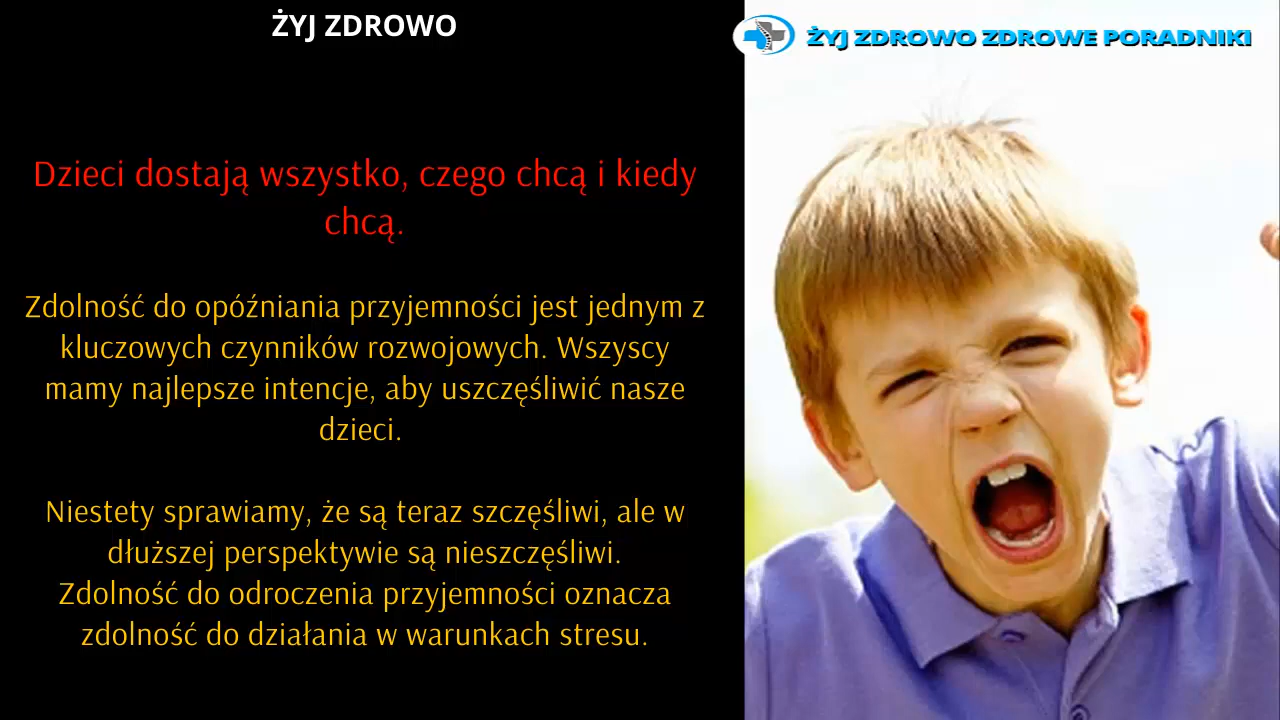 ŻYJ ZDROWO
ŻYJ ZDROWO ZDROWE PORADNIKI
Dzieci dostają wszystko, czego chcą i kiedy
chcą.
Zdolność do opóźniania przyjemności jest jednym z
kluczowych czynników rozwojowych. Wszyscy
mamy najlepsze intencje, aby uszczęśliwić nasze
dzieci.
Niestety sprawiamy, że są teraz szczęśliwi, ale w
dłuższej perspektywie są nieszczęśliwi.
Zdolność do odroczenia przyjemności oznacza
zdolność do działania w warunkach stresu.